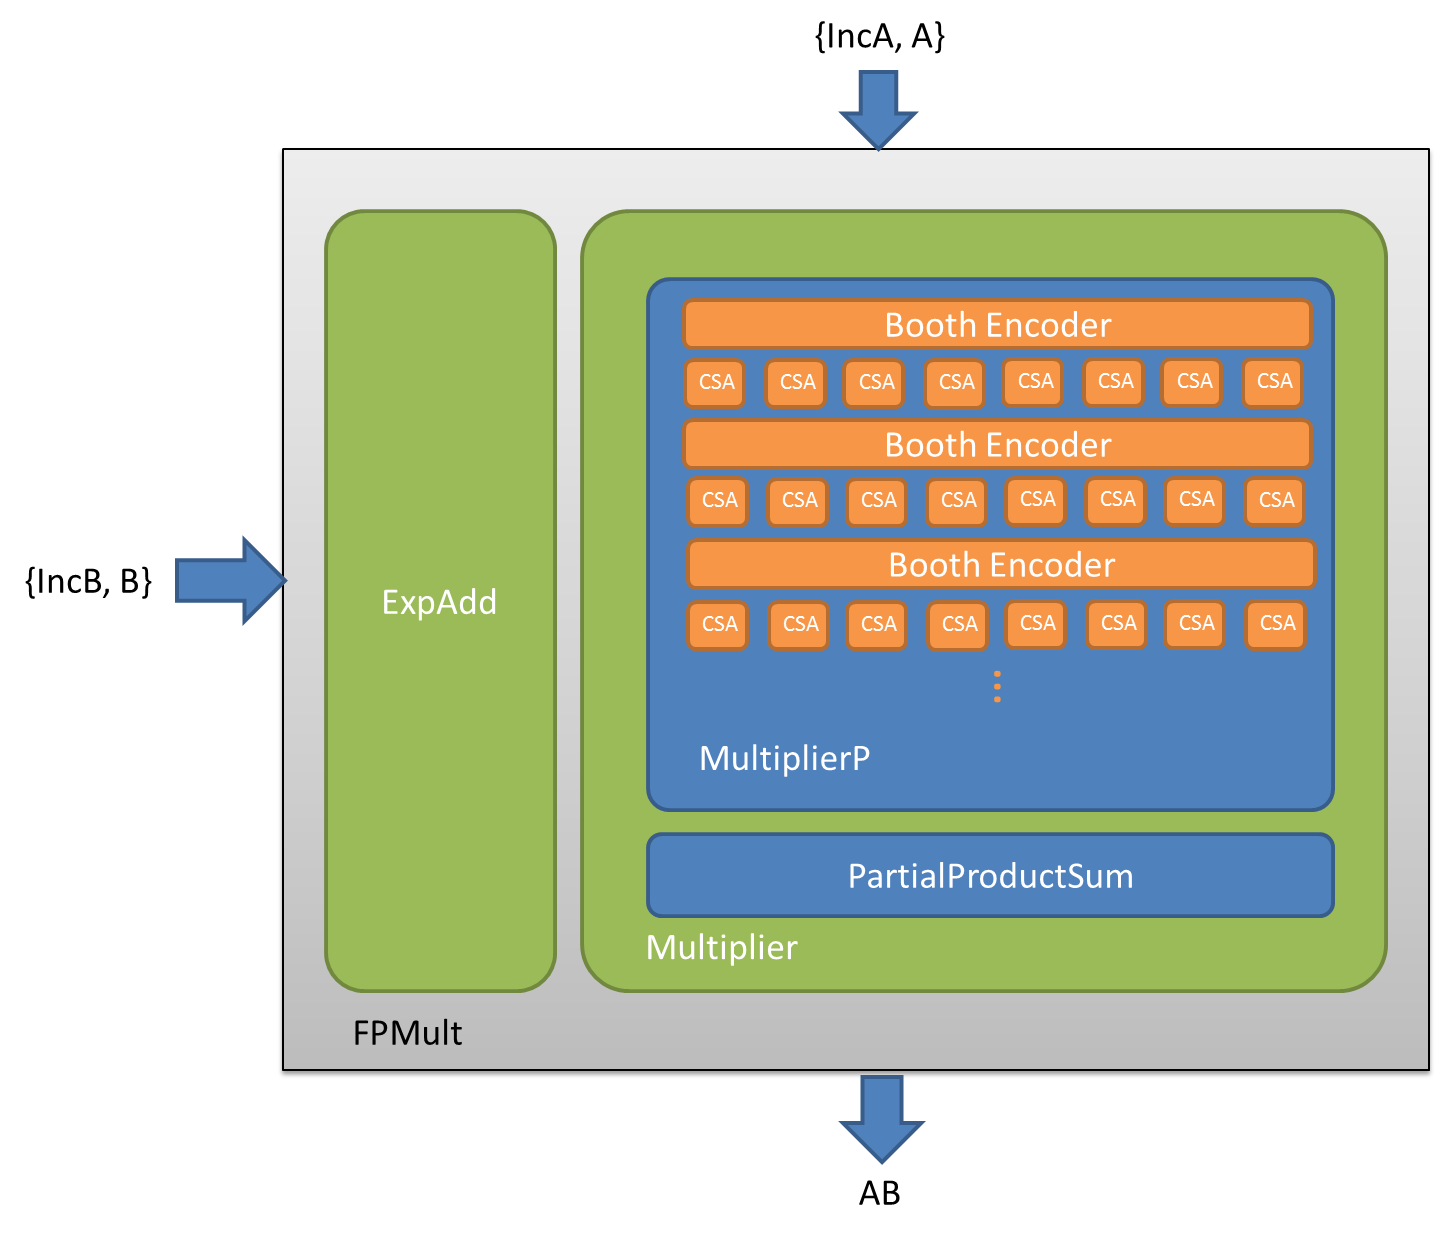 {IncA, A}
Booth Encoder
CSA CSA CSA CSA CSA CSA CSA CSA
Booth Encoder
CSA CSA CSA CSA CSA CSA CSA CSA
Booth Encoder
CSA CSA CSA CSA CSA CSA CSA CSA
{IncB, B}
ExpAdd
MultiplierP
PartialProductSum
Multiplier
FPMult
AB